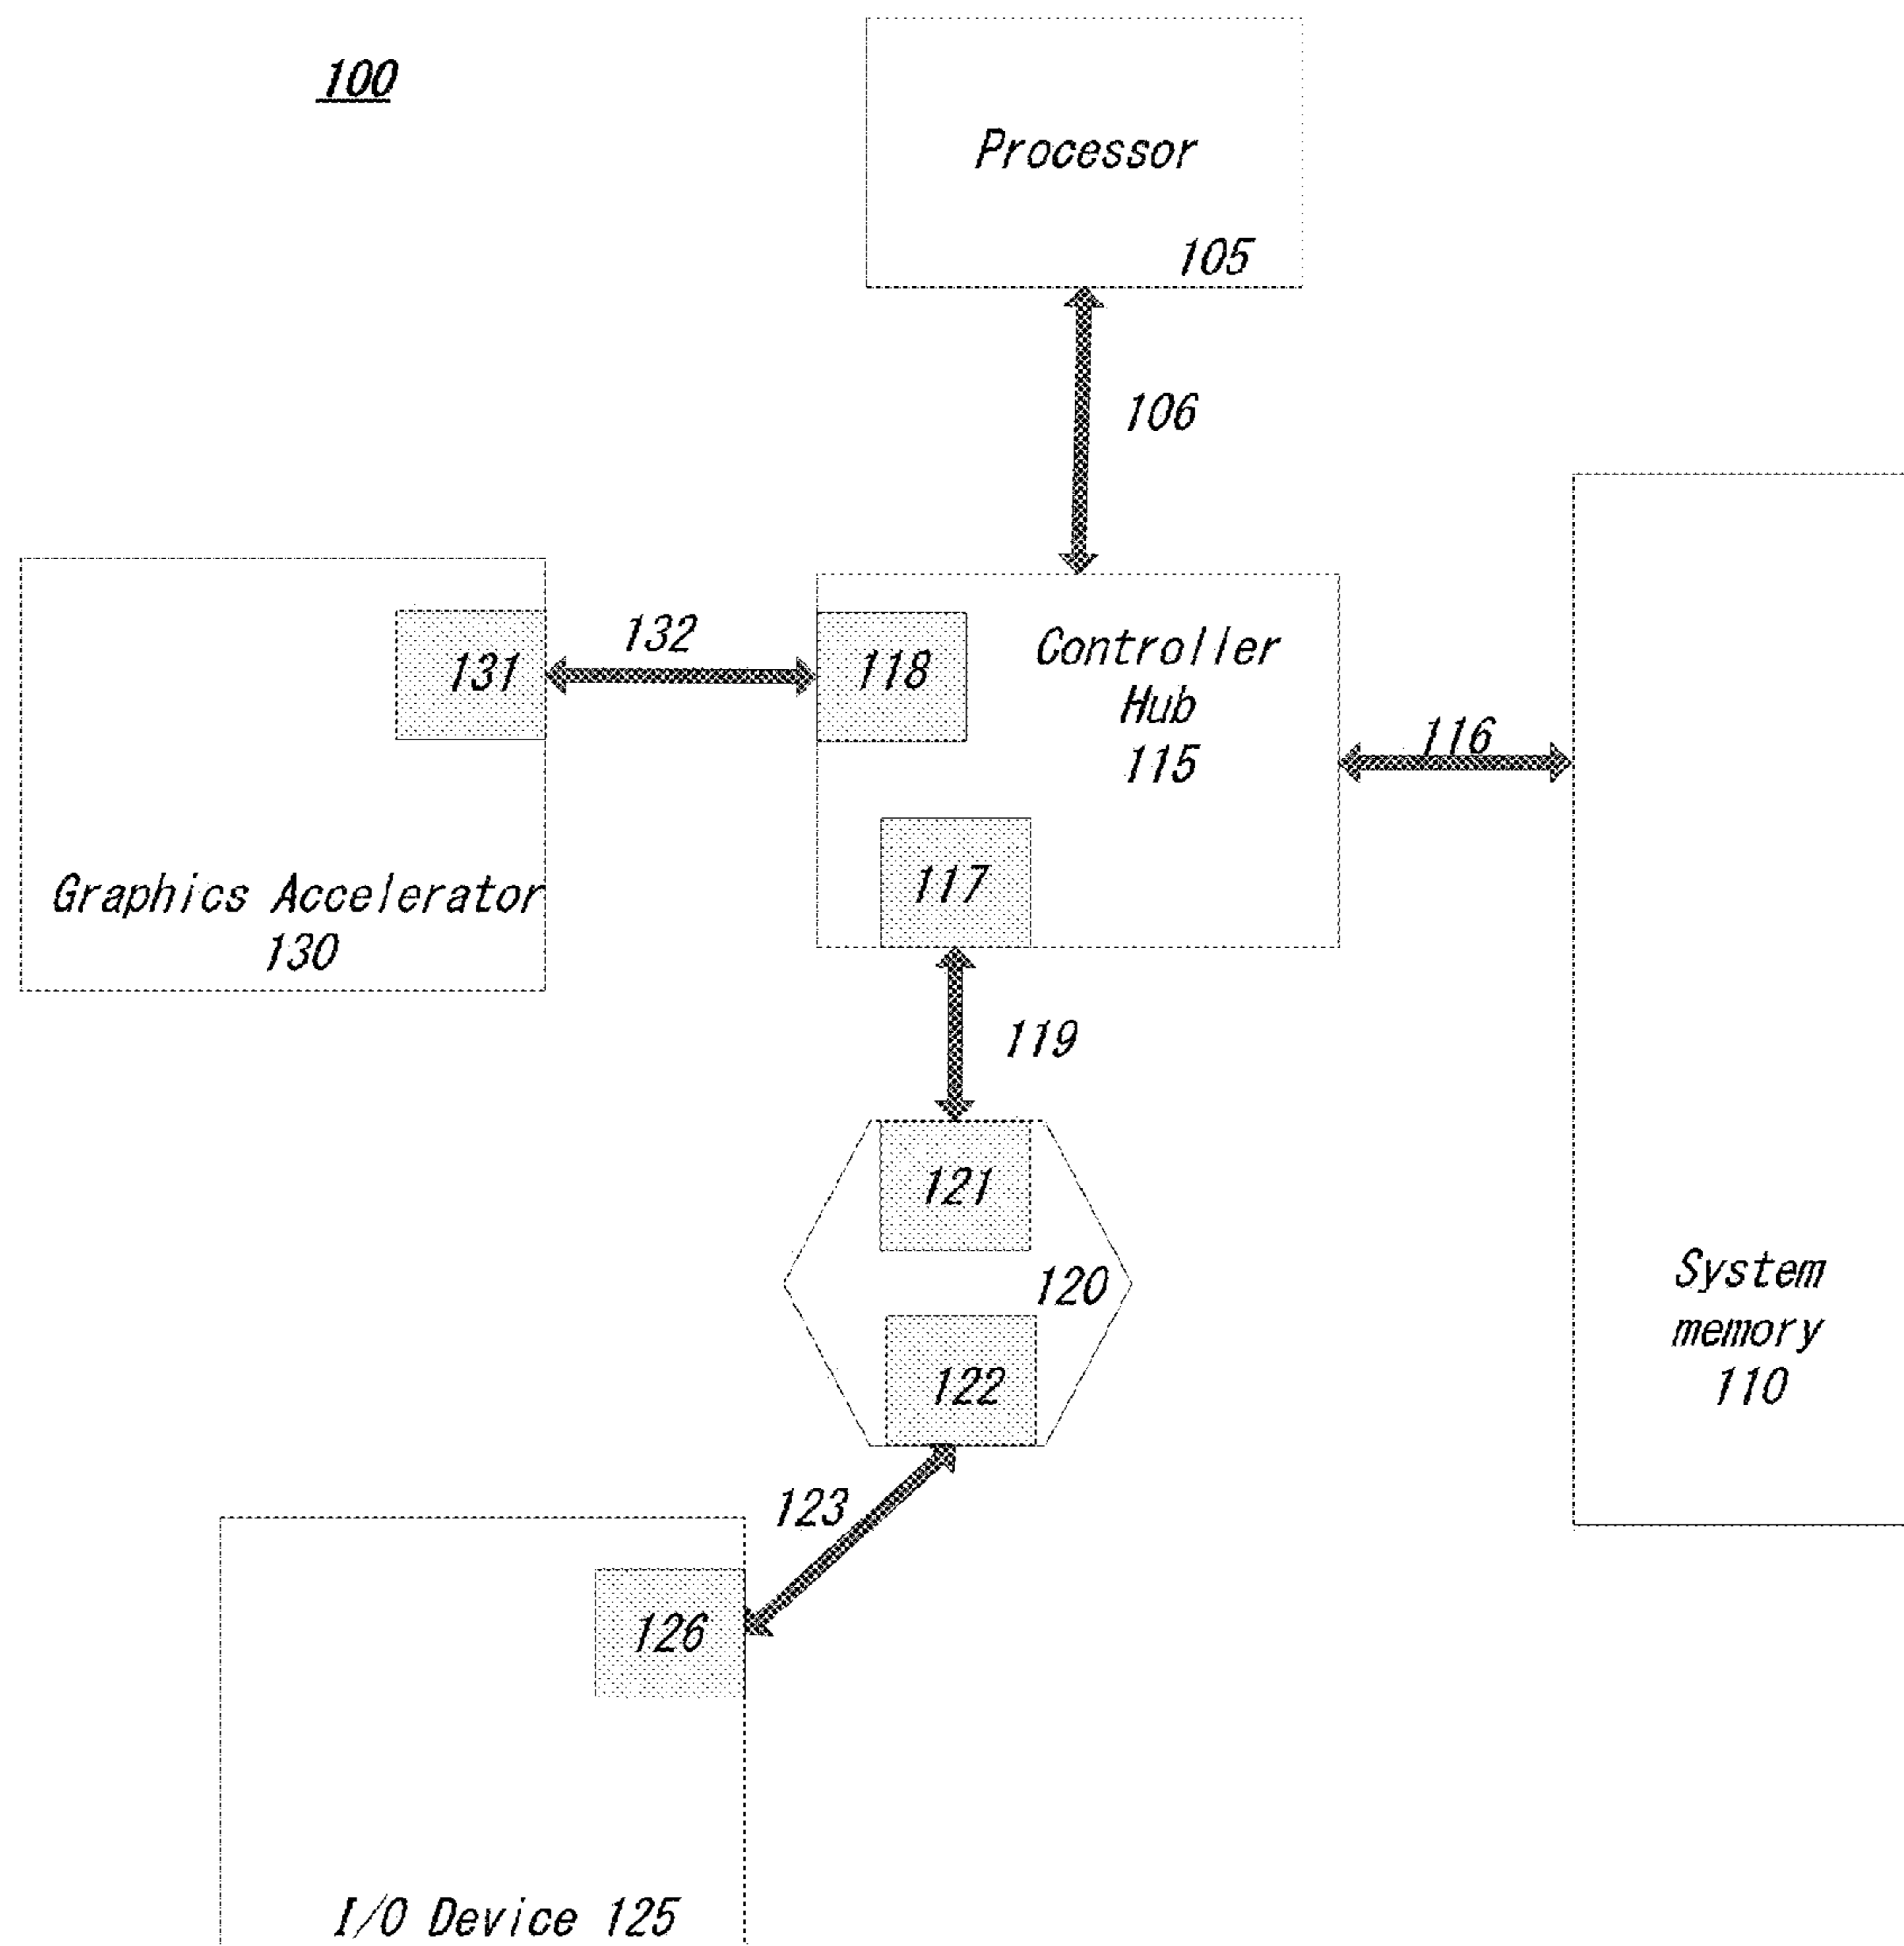 100
Processor
105
106
132
131
118
Controller
Hub
115
116
117
Graphics Accelerator
130
119
121
120
122
System
memory
110
123
126
I/O Device 125